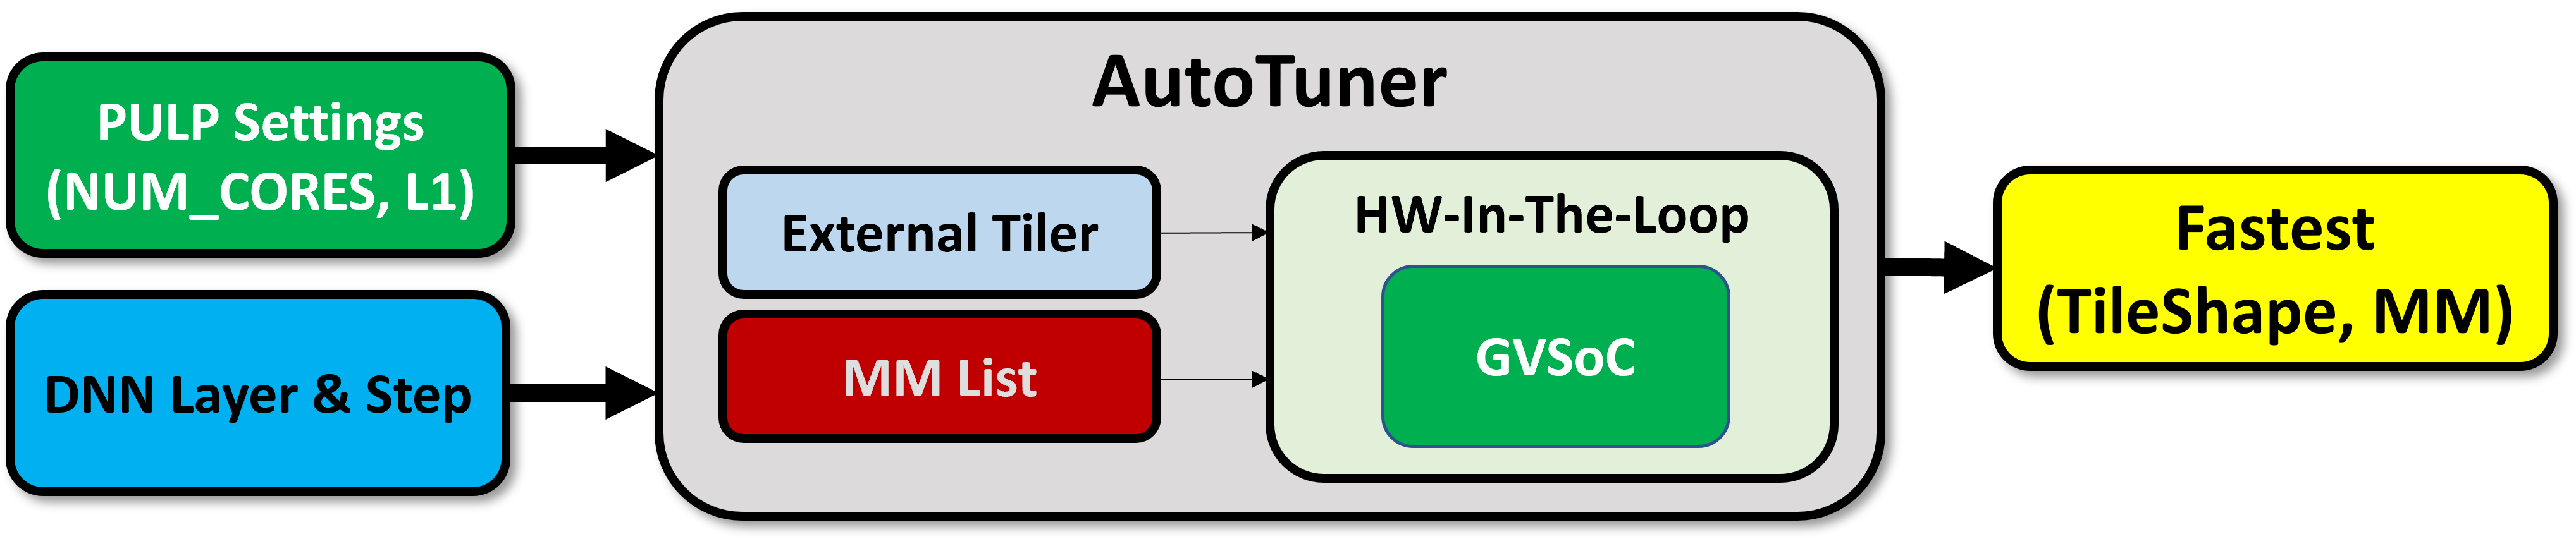 PULP Settings
(NUM_CORES, L1)
DNN Layer & Step
AutoTuner
External Tiler
MM List
HW-In-The-Loop
GVSoC
Fastest
(TileShape, MM)